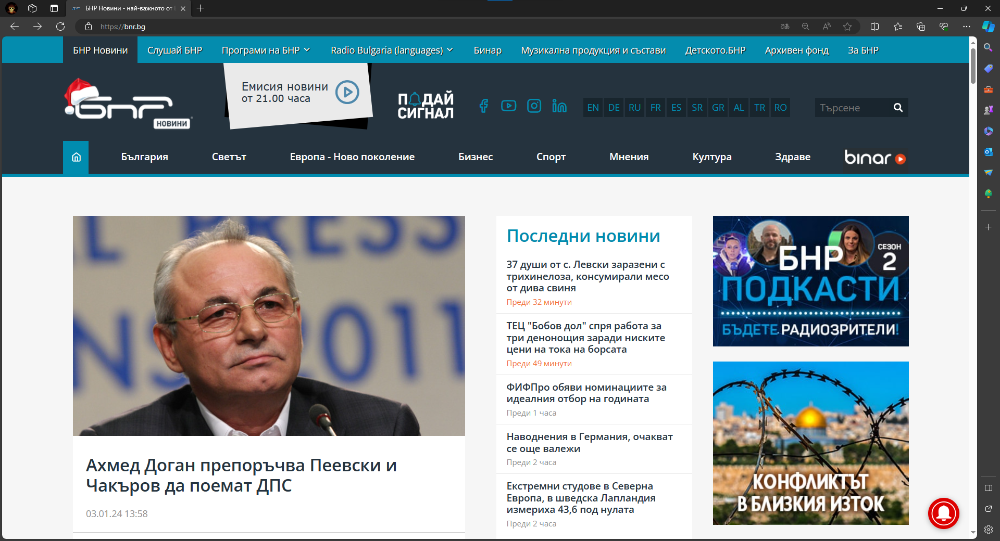 БНР Новини - най-важното от
https://bnr.bg
БНР Новини
Слушай БНР
Програми на БНР
Radio Bulgaria (languages)
Бинар
Музикална продукция и състави
Детското.БНР
Архивен фонд
За БНР
БНР
НОВИНИ
Емисия новини
от 21.00 часа
ПОДАЙ
СИГНАЛ
EN DE RU FR ES SR GR AL TR RO
Търсене
България
Светът
Европа - Ново поколение
Бизнес
Спорт
Мнения
Култура
Здраве
binar
L PRESS
NS 2011
Ахмед Доган препоръчва Пеевски и
Чакъров да поемат ДПС
03.01.24 13:58
Последни новини
37 души от с. Левски заразени с
трихинелоза, консумирали месо
от дива свиня
Преди 32 минути
ТЕЦ "Бобов дол" спря работа за
три денонощия заради ниските
цени на тока на борсата
Преди 49 минути
ФИФПро обяви номинациите за
идеалния отбор на годината
Преди 1 часа
Наводнения в Германия, очакват
се още валежи
Преди 2 часа
Екстремни студове в Северна
Европа, в шведска Лапландия
измериха 43,6 под нулата
Преди 2 часа
БНР
СЕЗОН
2
ПОДКАСТИ
БЪДЕТЕ РАДИОЗРИТЕЛИ!
КОНФЛИКТЪТ
В БЛИЗКИЯ ИЗТОК